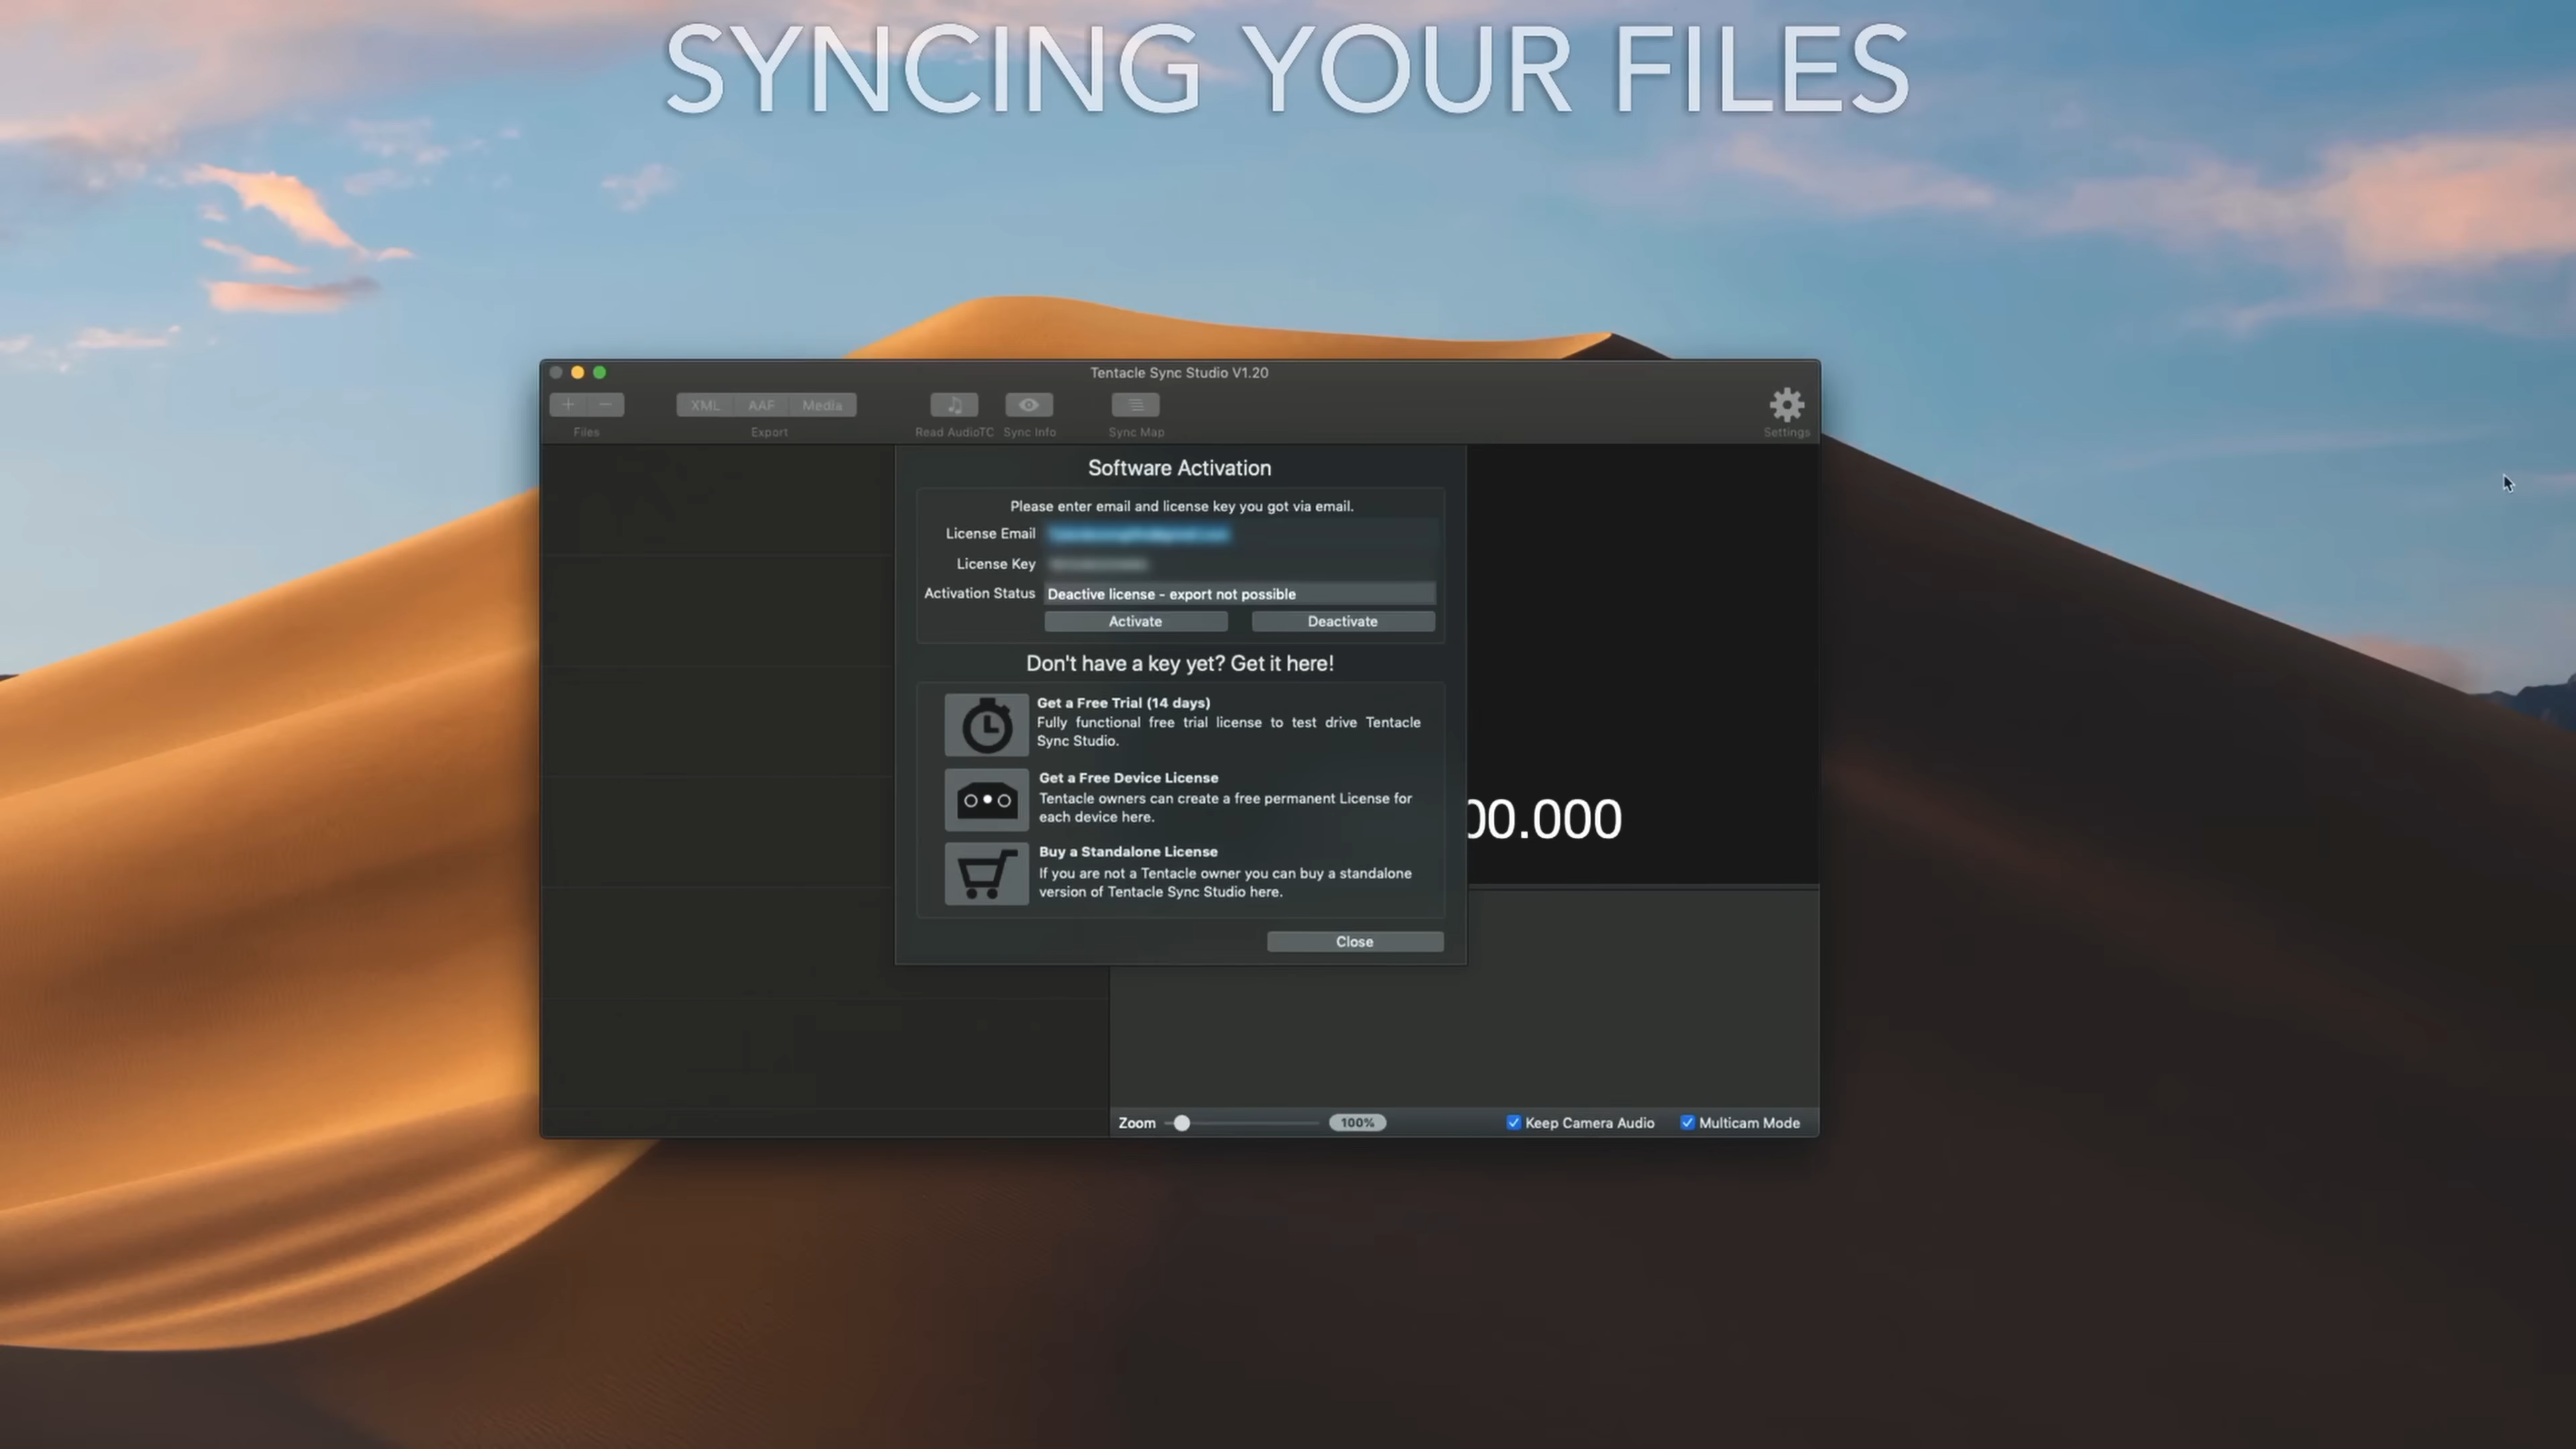 SYNCING YOUR FILES
Tentacle Sync Studio V1.20
XML AAF Media
Files Export Read AudioTC Sync Info Sync Map Settings
Software Activation
Please enter email and license key you got via email.
License Email
License Key
Activation Status Deactive license - export not possible
Activate Deactivate
Don't have a key yet? Get it here!
Get a Free Trial (14 days)
Fully functional free trial license to test drive Tentacle
Sync Studio.
Get a Free Device License
Tentacle owners can create a free permanent License for
each device here.
00.000
Buy a Standalone License
If you are not a Tentacle owner you can buy a standalone
version of Tentacle Sync Studio here.
Close
Zoom 100% Keep Camera Audio Multicam Mode